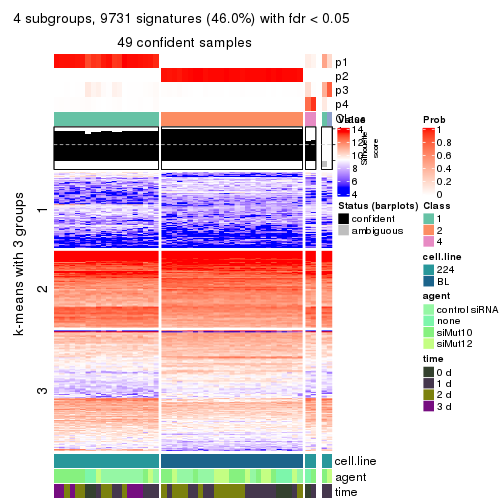 4 subgroups, 9731 signatures (46.0%) with fdr < 0.05
49 confident samples
p1
p2
p3
p4
Class
Silhouette
score
k-means with 3 groups
1
2
3
cell.line
agent
time
Value
14
12
10
8
6
4
Status (barplots)
confident
ambiguous
Prob
1
0.8
0.6
0.4
0.2
0
Class
1
2
4
cell.line
224
BL
agent
control siRNA
none
siMut10
siMut12
time
0 d
1 d
2 d
3 d